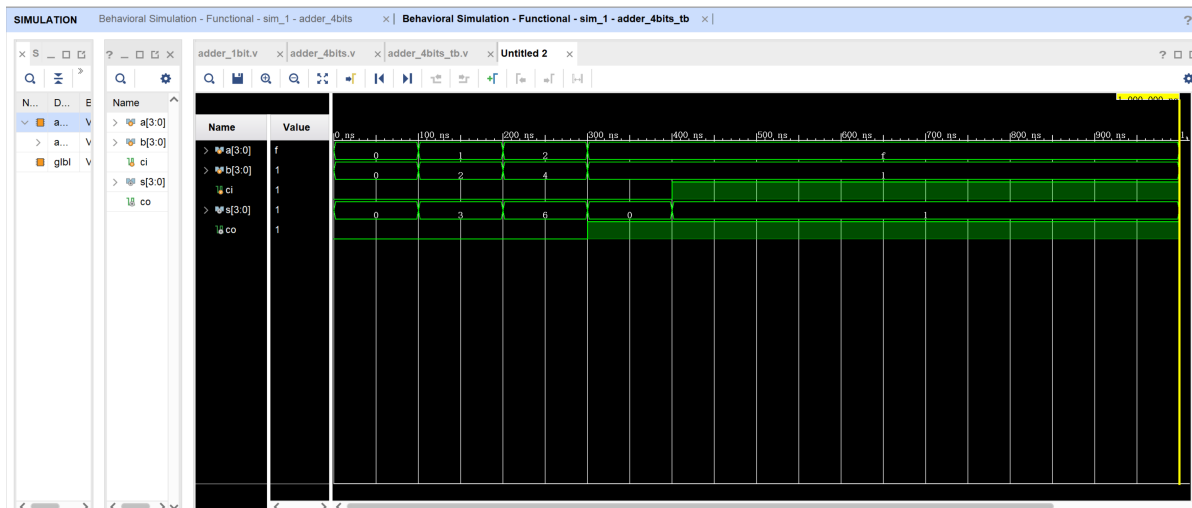 SIMULATION Behavioral Simulation - Functional - sim_1 - adder_4bits × Behavioral Simulation - Functional - sim_1 - adder_4bits_tb × ?
× S ? adder_1bit.v × adder_4bits.v × adder_4bits_tb.v × Untitled 2 × ?
N... D... Name
a... V a[3:0]
a... V b[3:0]
glbl V ci
s[3:0]
co
1,000,000
Name Value 0 ns 100 ns 200 ns 300 ns 400 ns 500 ns 600 ns 700 ns 800 ns 900 ns
a[3:0] f 0 1 2 f
b[3:0] 1 0 2 4 1
ci 1
s[3:0] 1 0 3 6 0 1
co 1